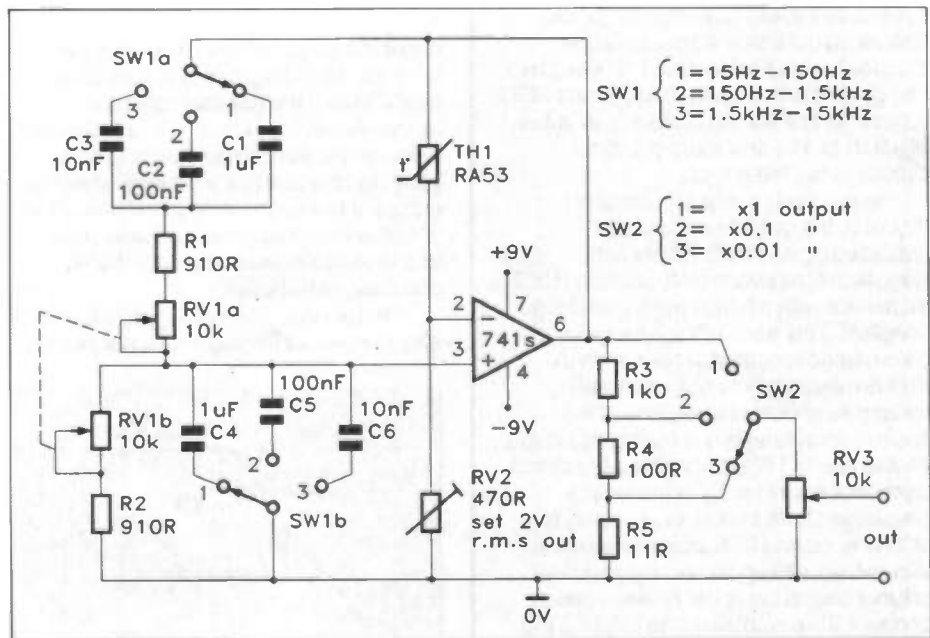 SW1a
3
2
1
C3
10nF
C2
100nF
C1
1uF
R1
910R
RV1a
10k
RV1b
10k
R2
910R
1uF
C4
100nF
C5
10nF
C6
1
2
3
SW1b
t°
TH1
RA53
SW1
1=15Hz-150Hz
2=150Hz-1.5kHz
3=1.5kHz-15kHz
SW2
1= x1 output
2= x0.1 "
3= x0.01 "
+9V
2
7
-
741s
6
3
+
4
-9V
RV2
470R
set 2V
r.m.s out
R3
1k0
R4
100R
R5
11R
1
2
3
SW2
RV3
10k
out
0V